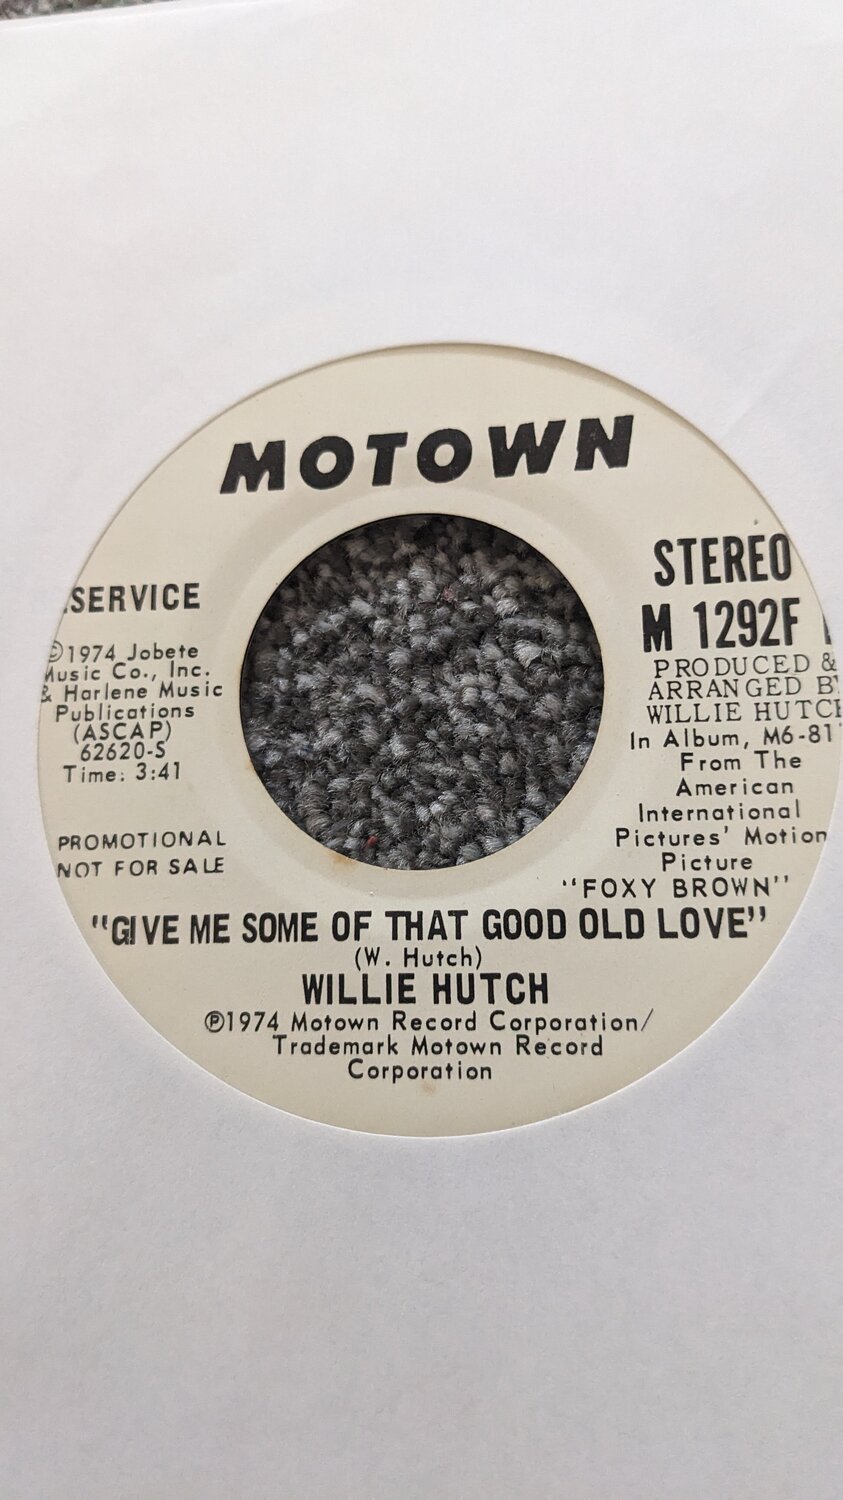 MOTOWN
.SERVICE
©1974 Jobete
Music Co., Inc.
& Harlene Music
Publications
(ASCAP)
62620-S
Time: 3:41
PROMOTIONAL
NOT FOR SALE
STEREO
M 1292F
PRODUCED &
ARRANGED B
WILLIE HUTCH
In Album, M6-81
From The
American
International
Pictures' Motion
Picture
"FOXY BROWN"
"GIVE ME SOME OF THAT GOOD OLD LOVE"
(W. Hutch)
WILLIE HUTCH
℗1974 Motown Record Corporation/
Trademark Motown Record
Corporation